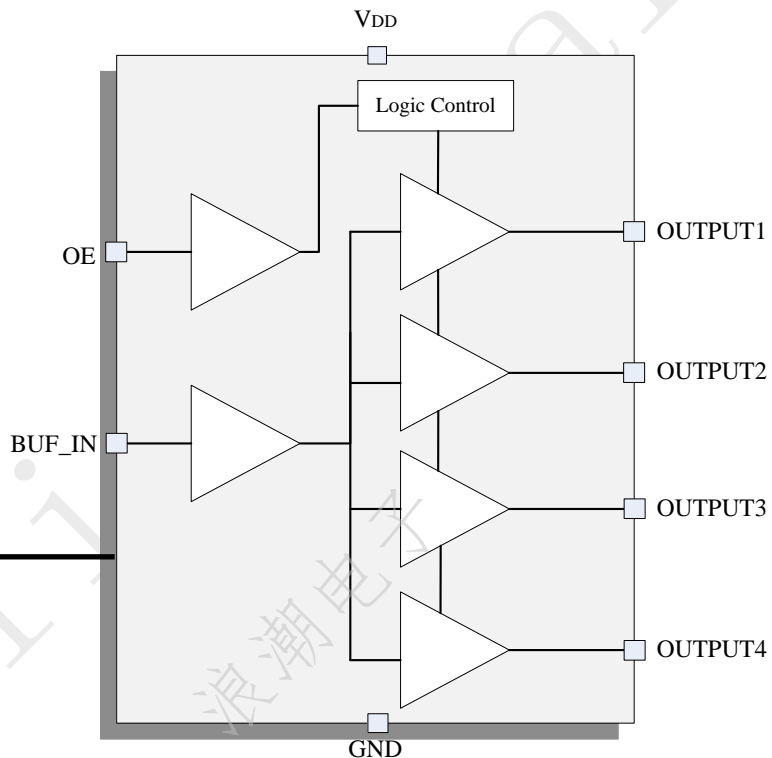 VDD
Logic Control
OUTPUT1
OE
OUTPUT2
BUF_IN
OUTPUT3
浪潮电子
OUTPUT4
GND